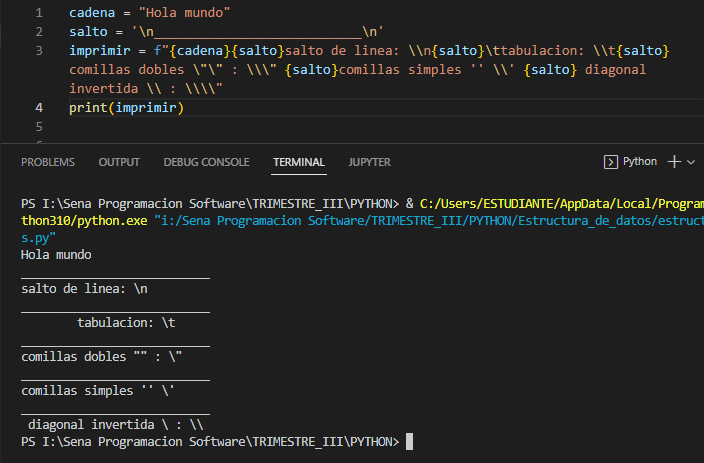 1 cadena = "Hola mundo"
2 salto = '\n___________________________\n'
3 imprimir = f"{cadena}{salto}salto de linea: \\n{salto}\ttabulacion: \\t{salto}
comillas dobles \"\" : \\\" {salto}comillas simples '' \\' {salto} diagonal
invertida \\ : \\\\"
4 print(imprimir)
5
PROBLEMS OUTPUT DEBUG CONSOLE TERMINAL JUPYTER Python
PS I:\Sena Programacion Software\TRIMESTRE_III\PYTHON> & C:/Users/ESTUDIANTE/AppData/Local/Program
thon310/python.exe "i:/Sena Programacion Software/TRIMESTRE_III/PYTHON/Estructura_de_datos/estruct
s.py"
Hola mundo
___________________________
salto de linea: \n
___________________________
        tabulacion: \t
___________________________
comillas dobles "" : \"
___________________________
comillas simples '' \'
___________________________
 diagonal invertida \ : \\
PS I:\Sena Programacion Software\TRIMESTRE_III\PYTHON>